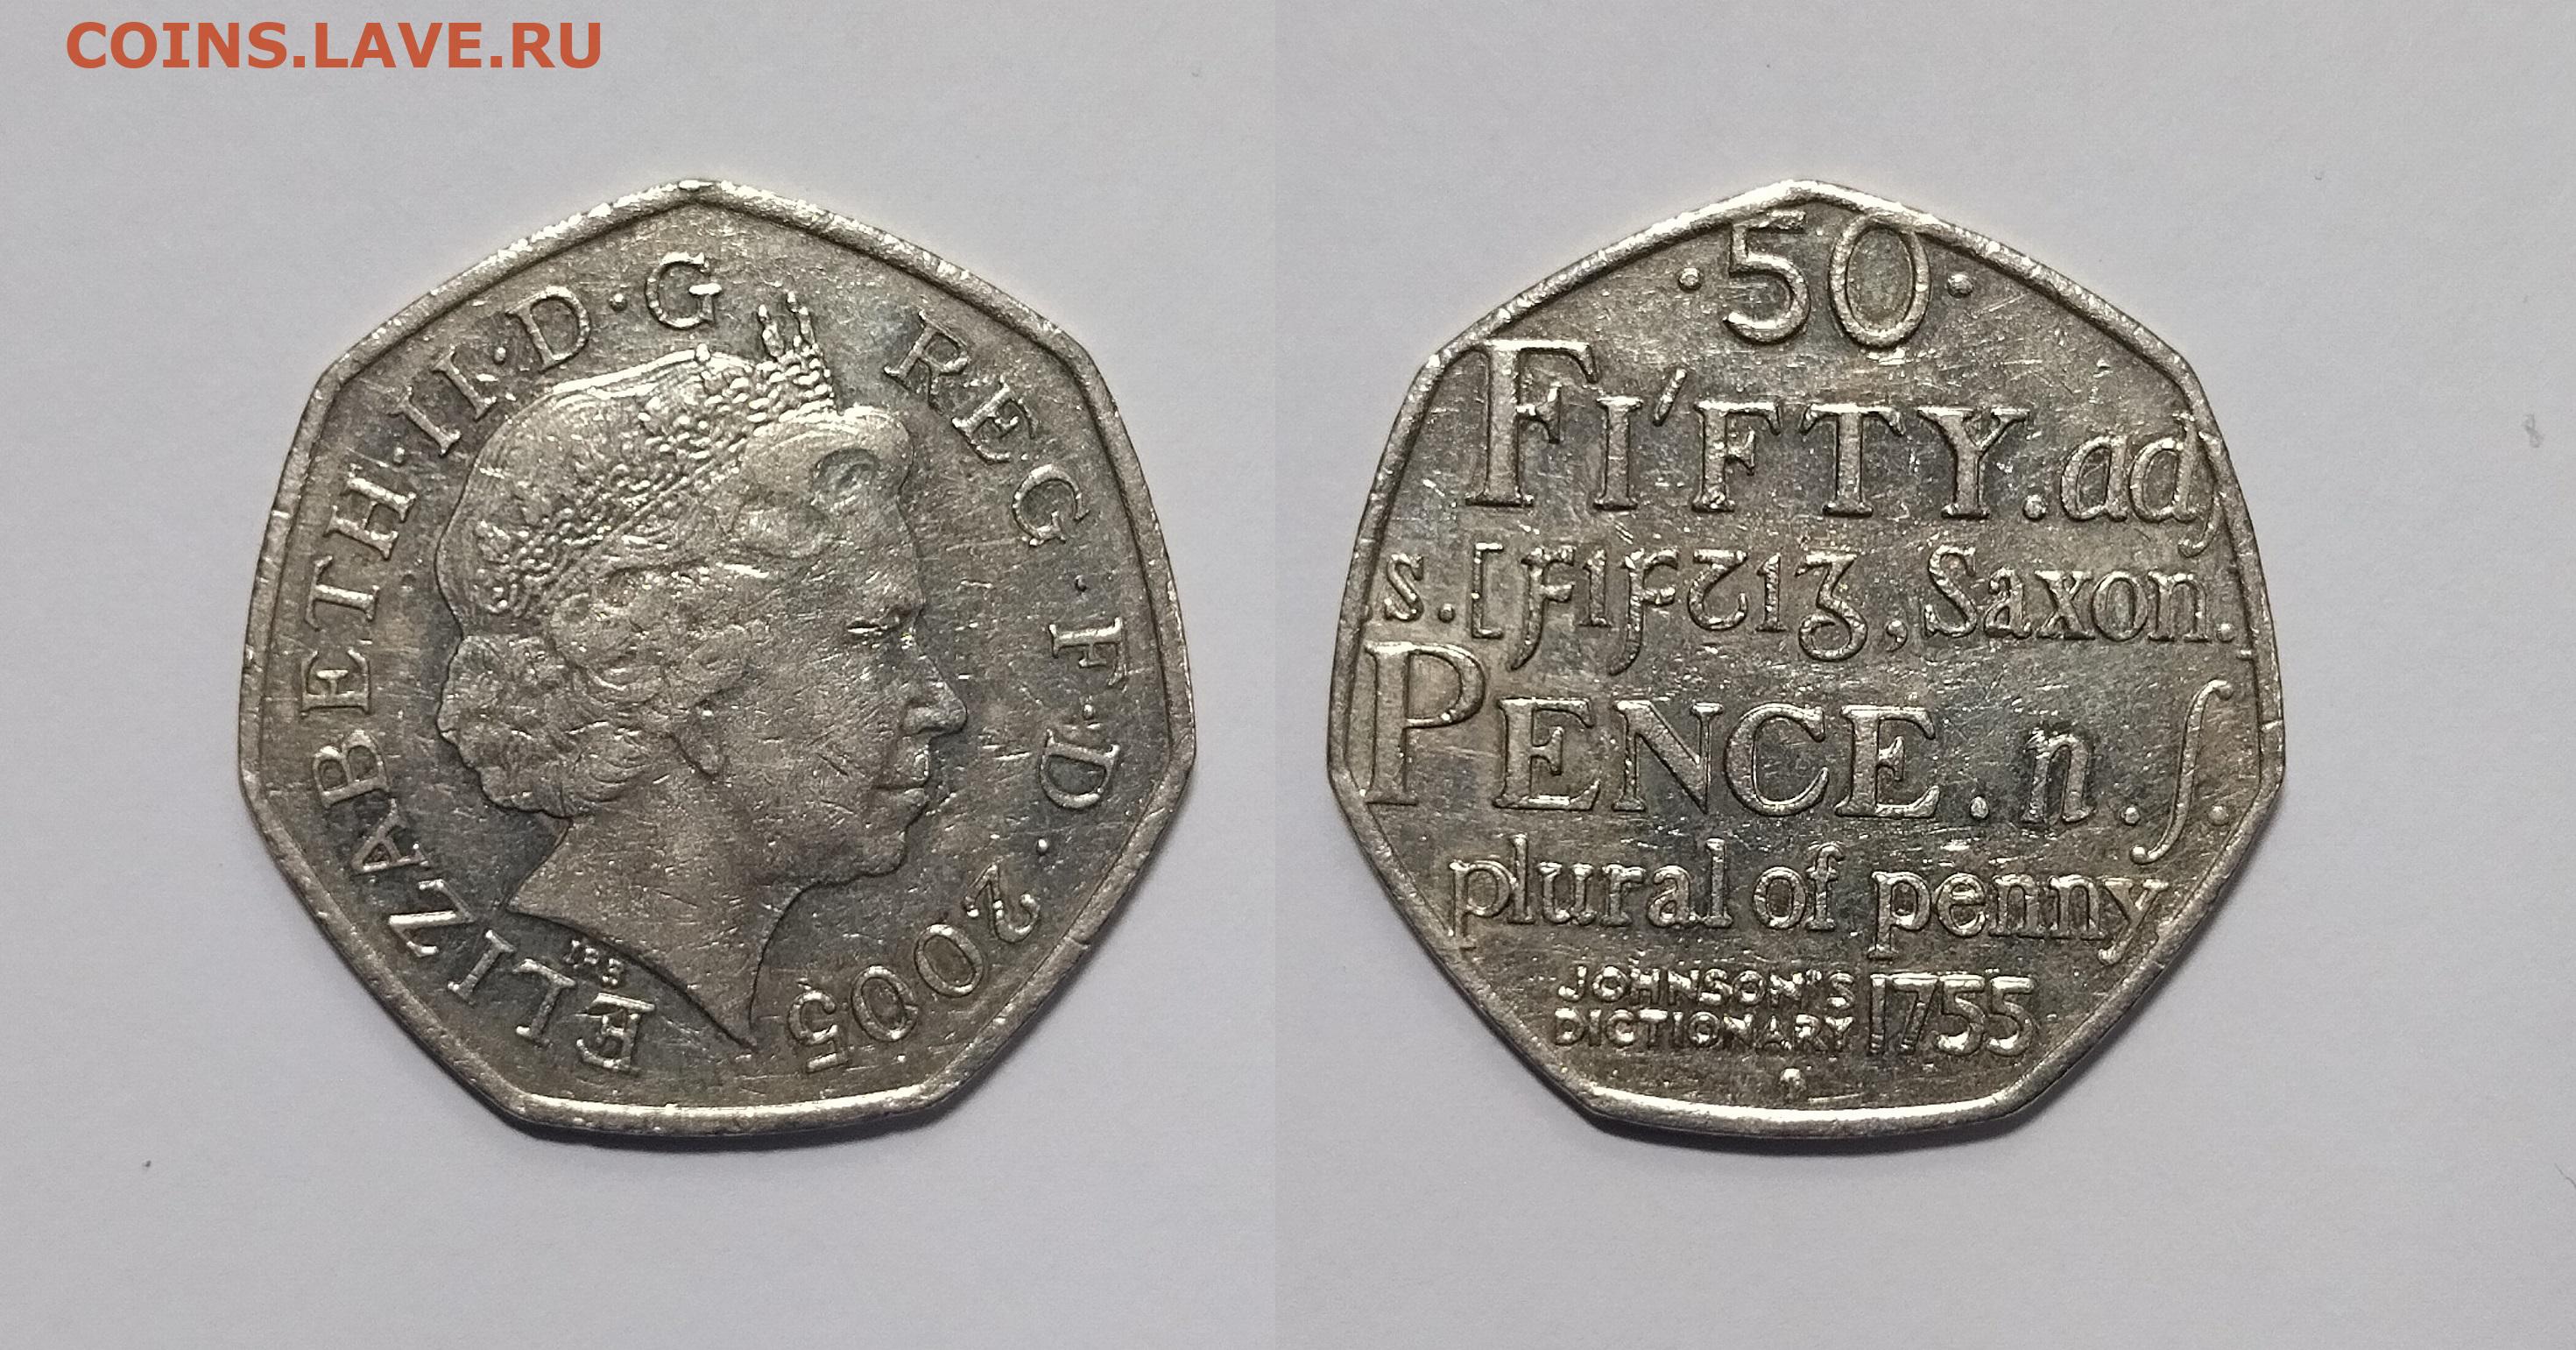 COINS.LAVE.RU
ELIZABETH·II·D·G REG·F·D·2005
IRB
·50·
FI'FTY.adj
s.[ꝼıꝼꞇıᵹ,Saxon.
PENCE.n.ʃ.
plural of penny
JOHNSON'S
DICTIONARY 1755